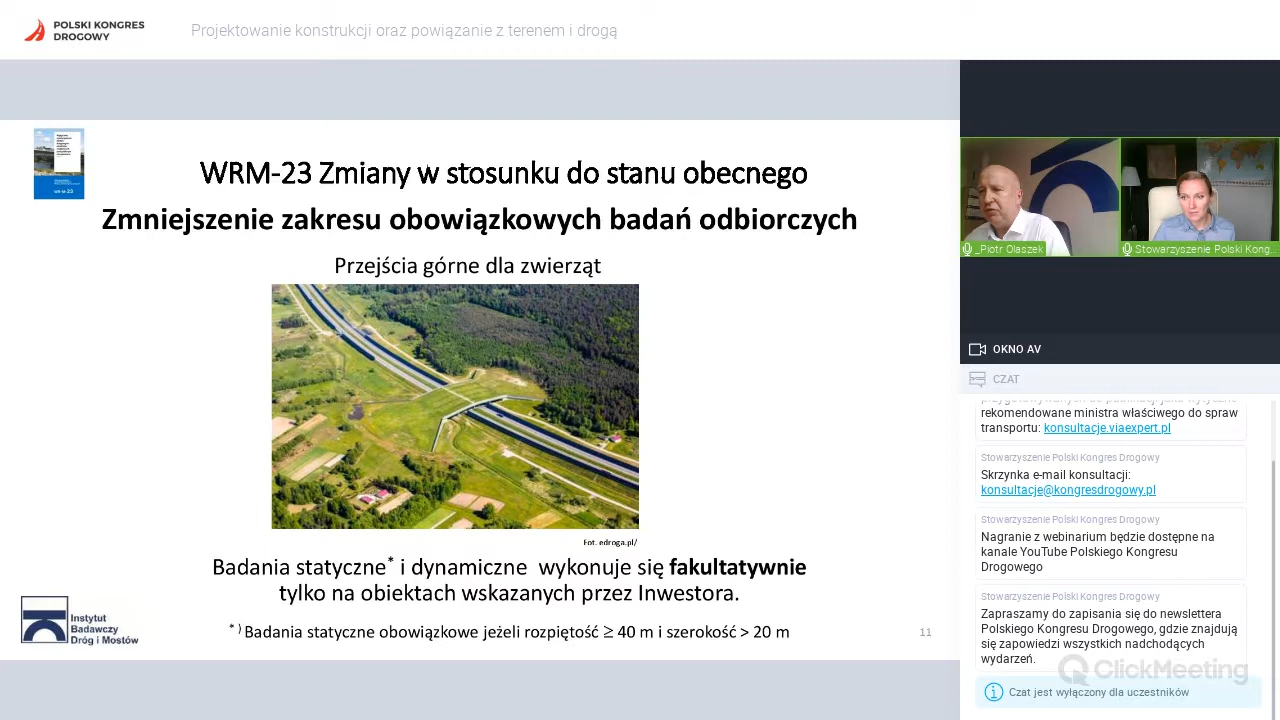 POLSKI KONGRES
DROGOWY
Projektowanie konstrukcji oraz powiązanie z terenem i drogą
WRM-23 Zmiany w stosunku do stanu obecnego
Zmniejszenie zakresu obowiązkowych badań odbiorczych
Przejścia górne dla zwierząt
Fot. edroga.pl/
Badania statyczne* i dynamiczne wykonuje się fakultatywnie
tylko na obiektach wskazanych przez Inwestora.
* ) Badania statyczne obowiązkowe jeżeli rozpiętość ≥ 40 m i szerokość > 20 m
Instytut
Badawczy
Dróg i Mostów
11
_Piotr Olaszek
Stowarzyszenie Polski Kong...
OKNO AV
CZAT
rekomendowane ministra właściwego do spraw
transportu: konsultacje.viaexpert.pl
Stowarzyszenie Polski Kongres Drogowy
Skrzynka e-mail konsultacji:
konsultacje@kongresdrogowy.pl
Stowarzyszenie Polski Kongres Drogowy
Nagranie z webinarium będzie dostępne na
kanale YouTube Polskiego Kongresu
Drogowego
Stowarzyszenie Polski Kongres Drogowy
Zapraszamy do zapisania się do newslettera
Polskiego Kongresu Drogowego, gdzie znajdują
się zapowiedzi wszystkich nadchodzących
wydarzeń.
ClickMeeting
Czat jest wyłączony dla uczestników